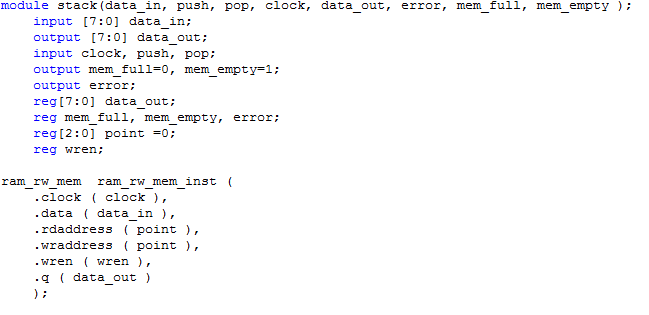 module stack(data_in, push, pop, clock, data_out, error, mem_full, mem_empty );
    input [7:0] data_in;
    output [7:0] data_out;
    input clock, push, pop;
    output mem_full=0, mem_empty=1;
    output error;
    reg[7:0] data_out;
    reg mem_full, mem_empty, error;
    reg[2:0] point =0;
    reg wren;

ram_rw_mem  ram_rw_mem_inst (
    .clock ( clock ),
    .data ( data_in ),
    .rdaddress ( point ),
    .wraddress ( point ),
    .wren ( wren ),
    .q ( data_out )
    );